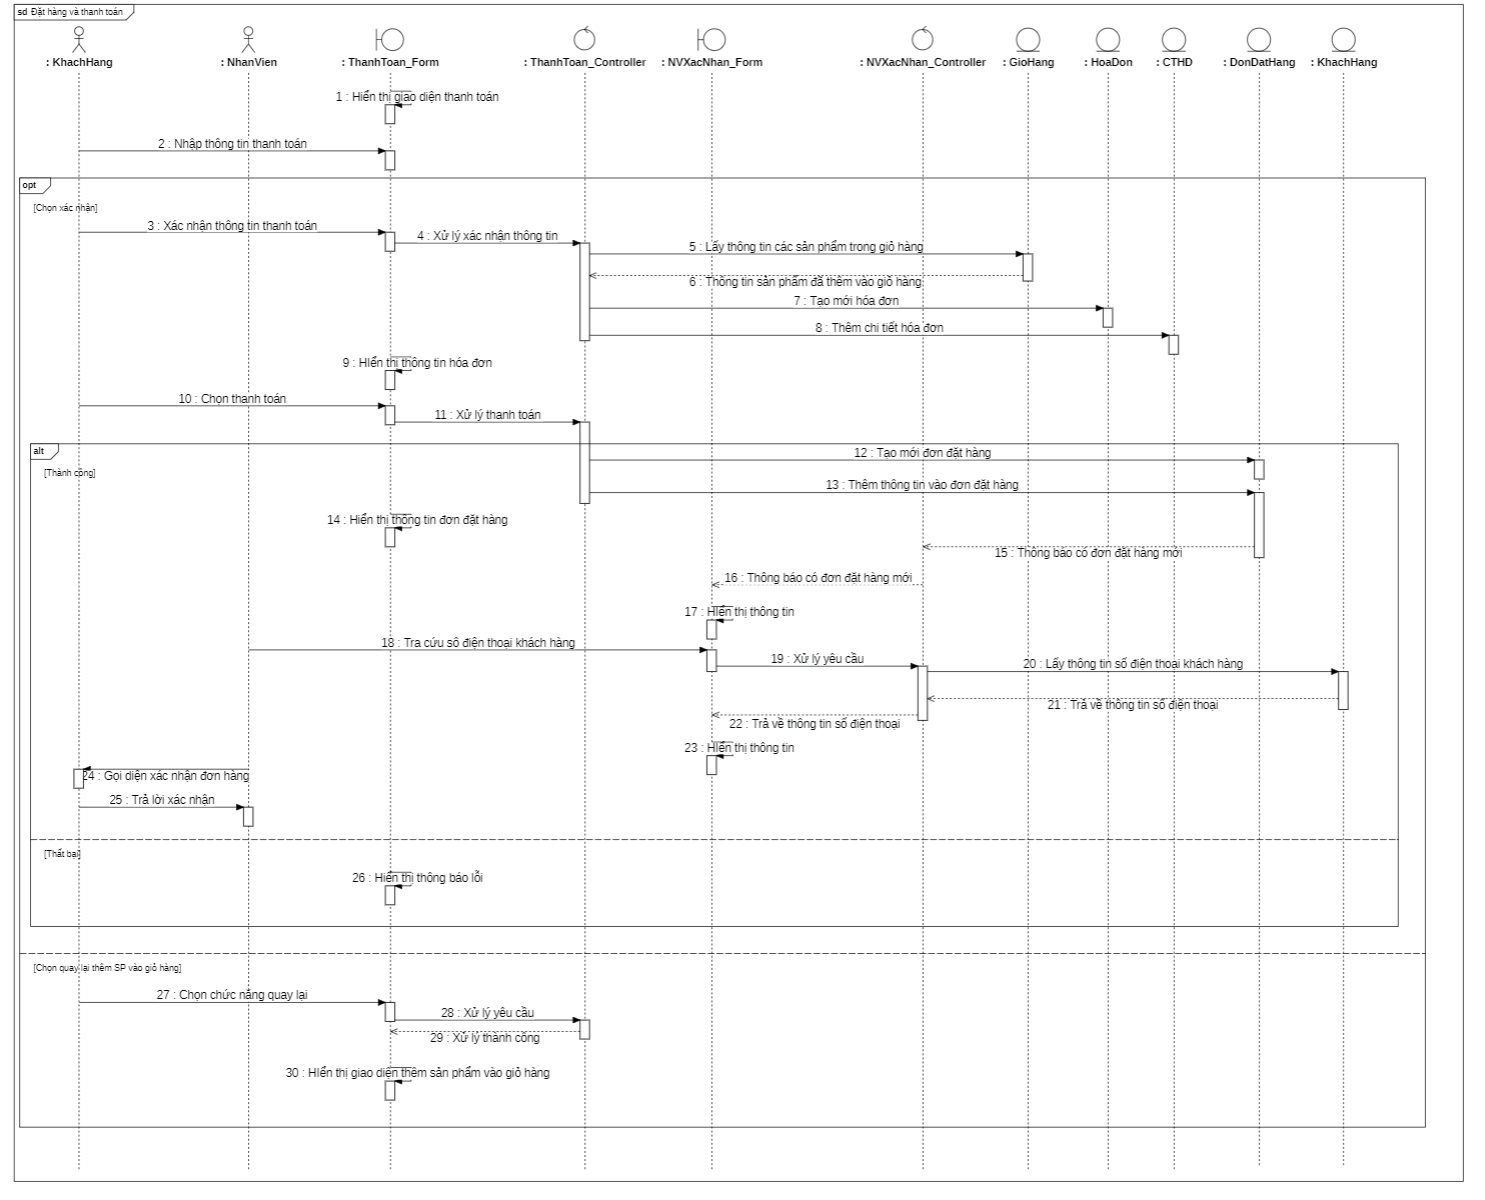 sd Đặt hàng và thanh toán
: KhachHang
: NhanVien
: ThanhToan_Form
: ThanhToan_Controller
: NVXacNhan_Form
: NVXacNhan_Controller
: GioHang
: HoaDon
: CTHD
: DonDatHang
: KhachHang
1 : Hiển thị giao diện thanh toán
2 : Nhập thông tin thanh toán
opt
[Chọn xác nhận]
3 : Xác nhận thông tin thanh toán
4 : Xử lý xác nhận thông tin
5 : Lấy thông tin các sản phẩm trong giỏ hàng
6 : Thông tin sản phẩm đã thêm vào giỏ hàng
7 : Tạo mới hóa đơn
8 : Thêm chi tiết hóa đơn
9 : Hiển thị thông tin hóa đơn
10 : Chọn thanh toán
11 : Xử lý thanh toán
alt
[Thành công]
12 : Tạo mới đơn đặt hàng
13 : Thêm thông tin vào đơn đặt hàng
14 : Hiển thị thông tin đơn đặt hàng
15 : Thông báo có đơn đặt hàng mới
16 : Thông báo có đơn đặt hàng mới
17 : Hiển thị thông tin
18 : Tra cứu số điện thoại khách hàng
19 : Xử lý yêu cầu
20 : Lấy thông tin số điện thoại khách hàng
21 : Trả về thông tin số điện thoại
22 : Trả về thông tin số điện thoại
23 : Hiển thị thông tin
24 : Gọi diện xác nhận đơn hàng
25 : Trả lời xác nhận
[Thất bại]
26 : Hiển thị thông báo lỗi
[Chọn quay lại thêm SP vào giỏ hàng]
27 : Chọn chức năng quay lại
28 : Xử lý yêu cầu
29 : Xử lý thành công
30 : Hiển thị giao diện thêm sản phẩm vào giỏ hàng